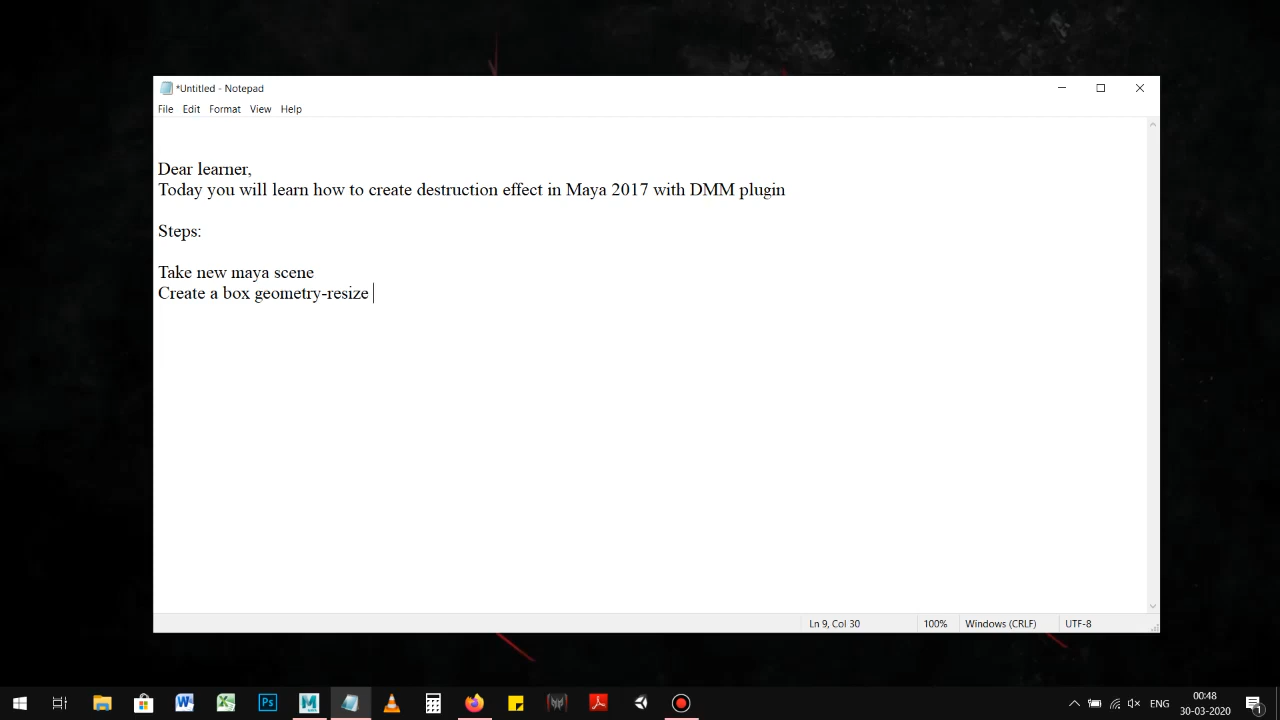 *Untitled - Notepad
File Edit Format View Help
Dear learner,
Today you will learn how to create destruction effect in Maya 2017 with DMM plugin
Steps:
Take new maya scene
Create a box geometry-resize
Ln 9, Col 30 100% Windows (CRLF) UTF-8
Ps M ENG 00:48
30-03-2020 1